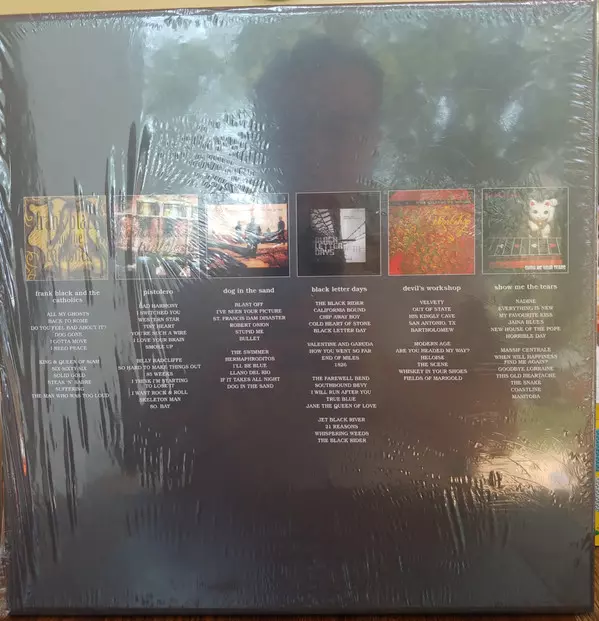 frank black and the
catholics
ALL MY GHOSTS
BACK TO ROME
DO YOU FEEL BAD ABOUT IT?
DOG GONE
I GOTTA MOVE
I NEED PEACE
KING & QUEEN OF SIAM
SIX-SIXTY-SIX
SOLID GOLD
STEAK 'N' SABRE
SUFFERING
THE MAN WHO WAS TOO LOUD
pistolero
BAD HARMONY
I SWITCHED YOU
WESTERN STAR
TINY HEART
YOU'RE SUCH A WIRE
I LOVE YOUR BRAIN
SMOKE UP
BILLY RADCLIFFE
SO HARD TO MAKE THINGS OUT
85 WEEKS
I THINK I'M STARTING
TO LOSE IT
I WANT ROCK & ROLL
SKELETON MAN
SO. BAY
dog in the sand
BLAST OFF
I'VE SEEN YOUR PICTURE
ST. FRANCIS DAM DISASTER
ROBERT ONION
STUPID ME
BULLET
THE SWIMMER
HERMAPHRODITOS
I'LL BE BLUE
LLANO DEL RIO
IF IT TAKES ALL NIGHT
DOG IN THE SAND
BLACK
LETTER
DAYS
black letter days
THE BLACK RIDER
CALIFORNIA BOUND
CHIP AWAY BOY
COLD HEART OF STONE
BLACK LETTER DAY
VALENTINE AND GARUDA
HOW YOU WENT SO FAR
END OF MILES
1826
THE FAREWELL BEND
SOUTHBOUND BEVY
I WILL RUN AFTER YOU
TRUE BLUE
JANE THE QUEEN OF LOVE
JET BLACK RIVER
21 REASONS
WHISPERING WEEDS
THE BLACK RIDER
devil's workshop
VELVETY
OUT OF STATE
HIS KINGLY CAVE
SAN ANTONIO, TX
BARTHOLOMEW
MODERN AGE
ARE YOU HEADED MY WAY?
HELOISE
THE SCENE
WHISKEY IN YOUR SHOES
FIELDS OF MARIGOLD
SHOW ME YOUR TEARS
show me the tears
NADINE
EVERYTHING IS NEW
MY FAVOURITE KISS
JAINA BLUES
NEW HOUSE OF THE POPE
HORRIBLE DAY
MASSIF CENTRALE
WHEN WILL HAPPINESS
FIND ME AGAIN?
GOODBYE LORRAINE
THIS OLD HEARTACHE
THE SNAKE
COASTLINE
MANITOBA